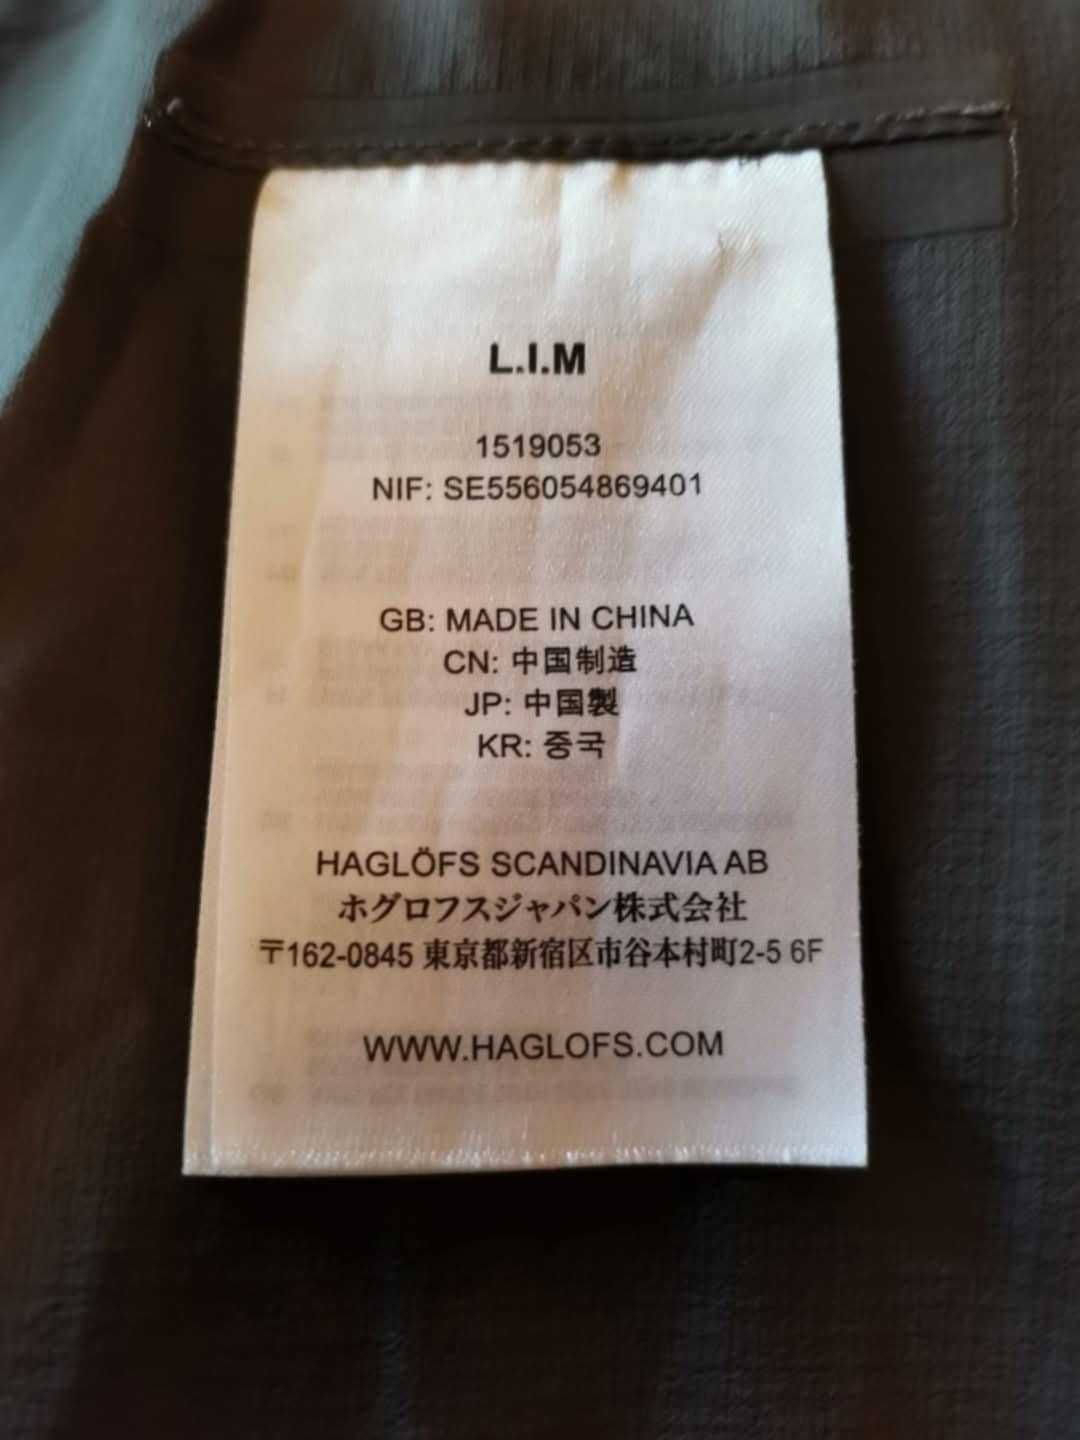 L.I.M
1519053
NIF: SE556054869401
GB: MADE IN CHINA
CN: 中国制造
JP: 中国製
KR: 중국
HAGLÖFS SCANDINAVIA AB
ホグロフスジャパン株式会社
〒162-0845 東京都新宿区市谷本村町2-5 6F
WWW.HAGLOFS.COM